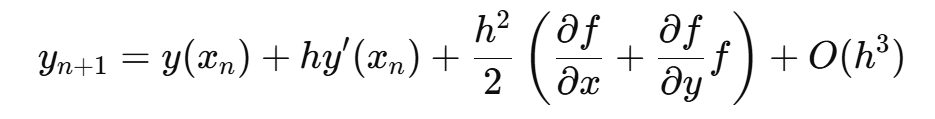 $y_{n+1} = y(x_n) + hy'(x_n) + \frac{h^2}{2} \left( \frac{\partial f}{\partial x} + \frac{\partial f}{\partial y} f \right) + O(h^3)$